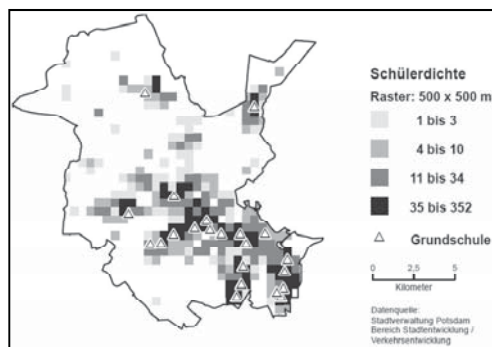 Schülerdichte
Raster: 500 x 500 m
1 bis 3
4 bis 10
11 bis 34
35 bis 352
Grundschule
0 2,5 5
Kilometer
Datenquelle:
Stadtverwaltung Potsdam
Bereich Stadtentwicklung /
Verkehrsentwicklung